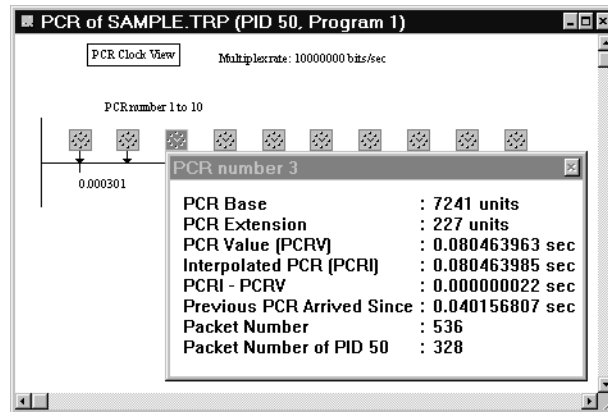 PCR of SAMPLE.TRP (PID 50, Program 1)
PCR Clock View
Multiplex rate: 10000000 bits/sec
PCR number 1 to 10
0.000301
PCR number 3
PCR Base : 7241 units
PCR Extension : 227 units
PCR Value (PCRV) : 0.080463963 sec
Interpolated PCR (PCRI) : 0.080463985 sec
PCRI - PCRV : 0.000000022 sec
Previous PCR Arrived Since : 0.040156807 sec
Packet Number : 536
Packet Number of PID 50 : 328